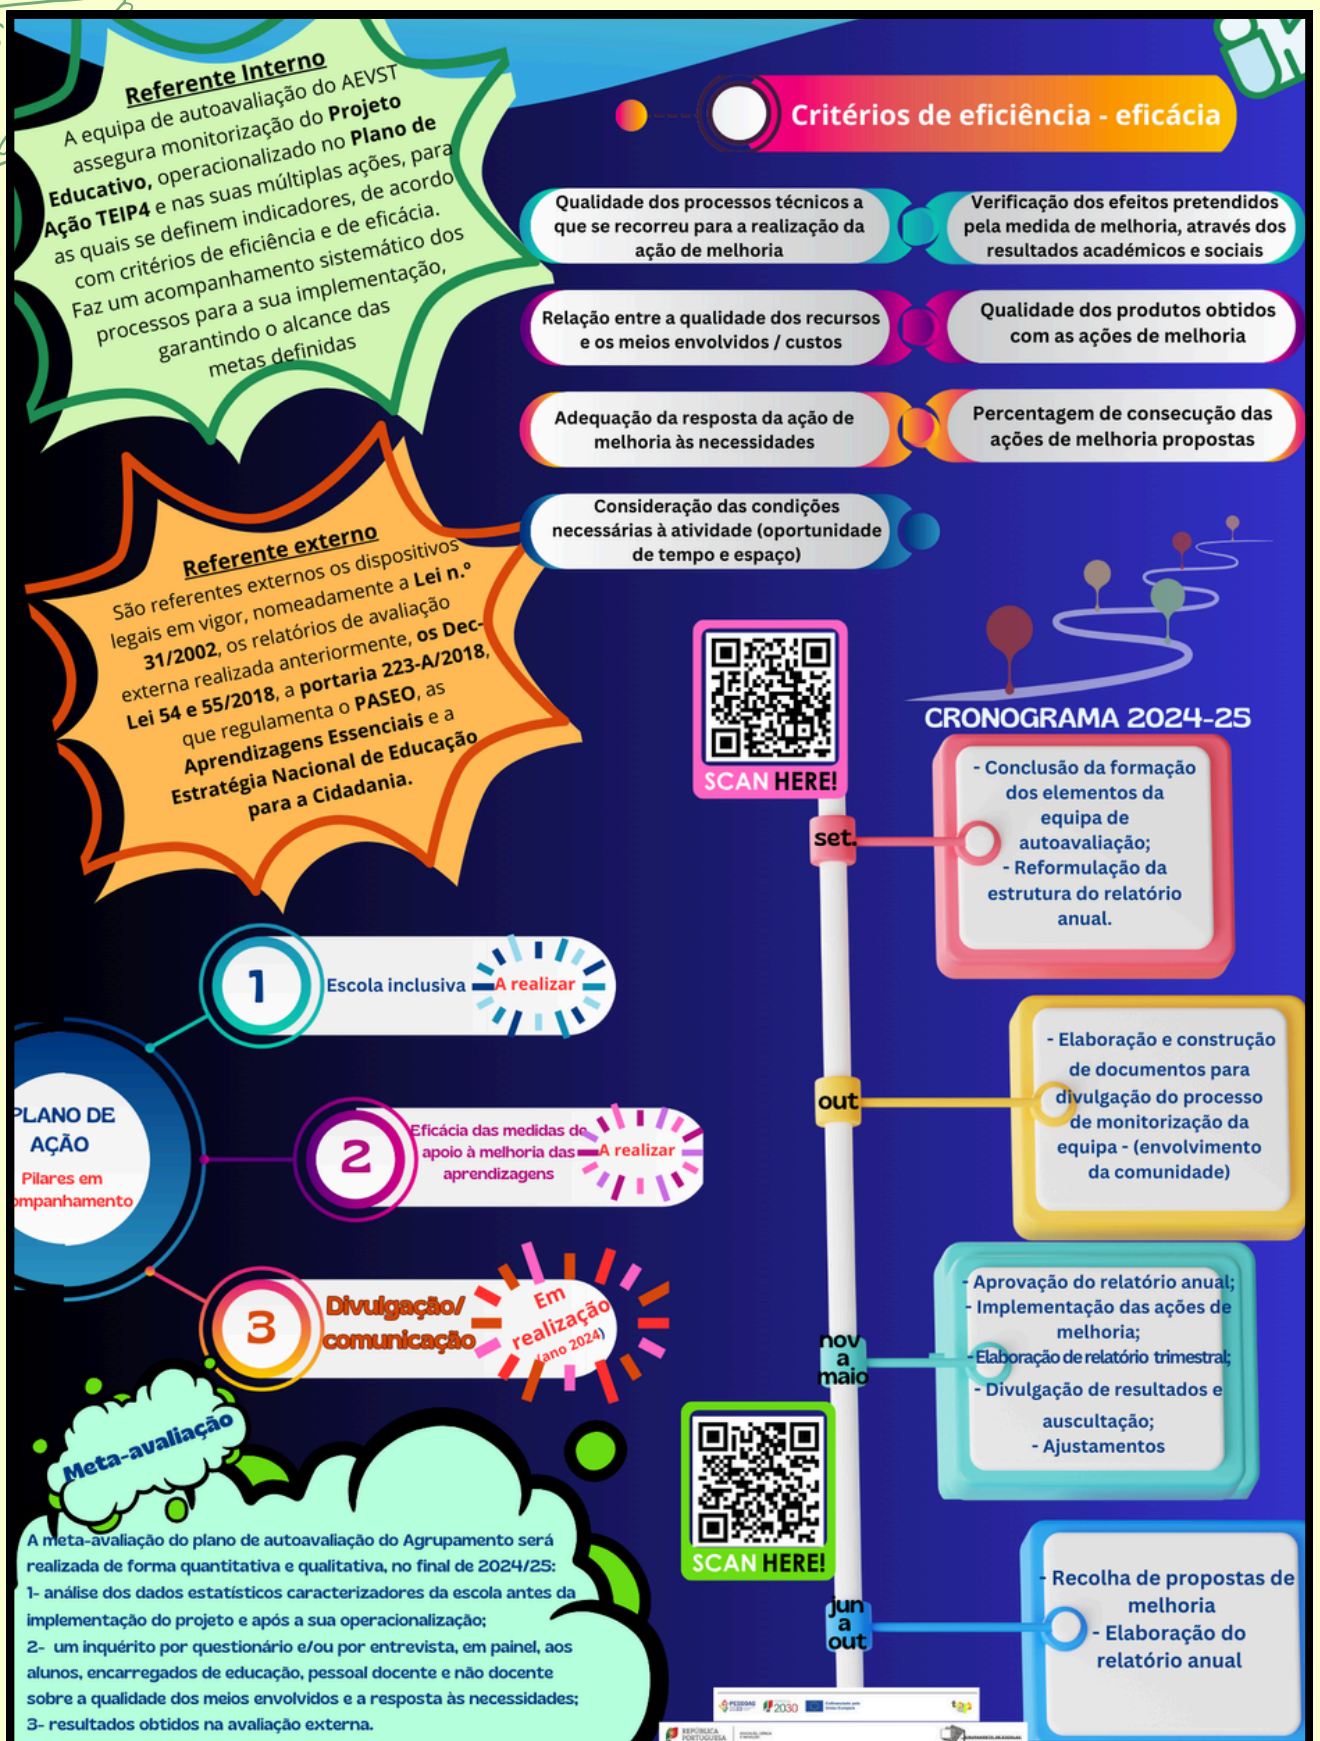 Referente Interno
A equipa de autoavaliação do AEVST
assegura monitorização do Projeto
Educativo, operacionalizado no Plano de
Ação TEIP4 e nas suas múltiplas ações, para
as quais se definem indicadores, de acordo
com critérios de eficiência e de eficácia.
Faz um acompanhamento sistemático dos
processos para a sua implementação,
garantindo o alcance das
metas definidas
Critérios de eficiência - eficácia
Qualidade dos processos técnicos a
que se recorreu para a realização da
ação de melhoria
Verificação dos efeitos pretendidos
pela medida de melhoria, através dos
resultados académicos e sociais
Relação entre a qualidade dos recursos
e os meios envolvidos / custos
Qualidade dos produtos obtidos
com as ações de melhoria
Adequação da resposta da ação de
melhoria às necessidades
Percentagem de consecução das
ações de melhoria propostas
Consideração das condições
necessárias à atividade (oportunidade
de tempo e espaço)
Referente externo
São referentes externos os dispositivos
legais em vigor, nomeadamente a Lei n.º
31/2002, os relatórios de avaliação
externa realizada anteriormente, os Dec-
Lei 54 e 55/2018, a portaria 223-A/2018,
que regulamenta o PASEO, as
Aprendizagens Essenciais e a
Estratégia Nacional de Educação
para a Cidadania.
SCAN HERE!
CRONOGRAMA 2024-25
set.
- Conclusão da formação
dos elementos da
equipa de
autoavaliação;
- Reformulação da
estrutura do relatório
anual.
out
- Elaboração e construção
de documentos para
divulgação do processo
de monitorização da
equipa - (envolvimento
da comunidade)
nov
a
maio
- Aprovação do relatório anual;
- Implementação das ações de
melhoria;
- Elaboração de relatório trimestral;
- Divulgação de resultados e
auscultação;
- Ajustamentos
jun
a
out
- Recolha de propostas de
melhoria
- Elaboração do
relatório anual
PLANO DE
AÇÃO
Pilares em
ompanhamento
1
Escola inclusiva
A realizar
2
Eficácia das medidas de
apoio à melhoria das
aprendizagens
A realizar
3
Divulgação/
comunicação
Em
realização
(ano 2024)
SCAN HERE!
Meta-avaliação
A meta-avaliação do plano de autoavaliação do Agrupamento será
realizada de forma quantitativa e qualitativa, no final de 2024/25:
1- análise dos dados estatísticos caracterizadores da escola antes da
implementação do projeto e após a sua operacionalização;
2- um inquérito por questionário e/ou por entrevista, em painel, aos
alunos, encarregados de educação, pessoal docente e não docente
sobre a qualidade dos meios envolvidos e a resposta às necessidades;
3- resultados obtidos na avaliação externa.
PESSOAS
2030
Cofinanciado pela
União Europeia
REPÚBLICA
PORTUGUESA